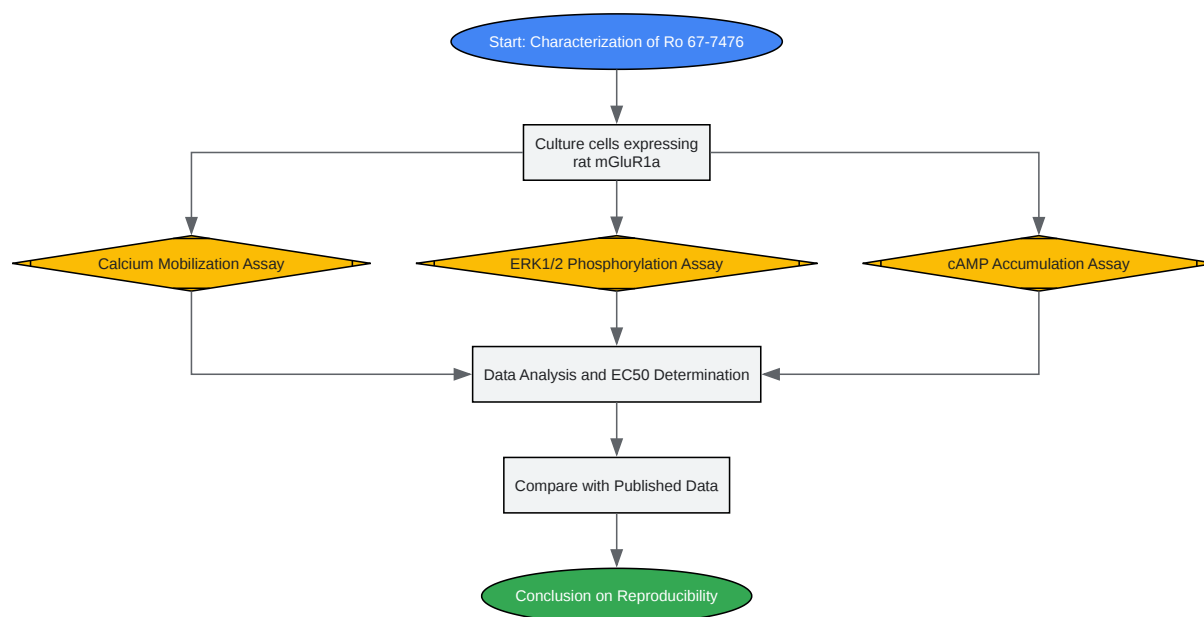 Start: Characterization of Ro 67-7476
Culture cells expressing
rat mGluR1a
Calcium Mobilization Assay
ERK1/2 Phosphorylation Assay
cAMP Accumulation Assay
Data Analysis and EC50 Determination
Compare with Published Data
Conclusion on Reproducibility